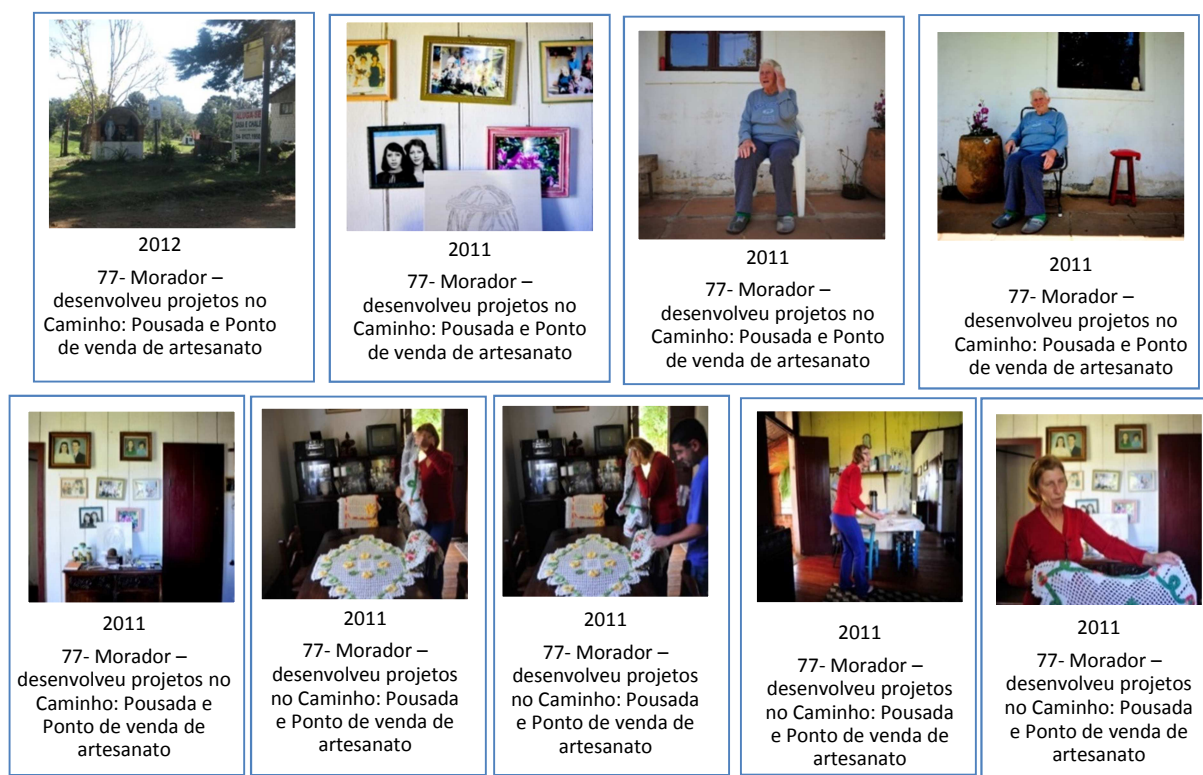 ALUGA-SE
2012
77- Morador –
desenvolveu projetos no
Caminho: Pousada e Ponto
de venda de artesanato
2011
77- Morador –
desenvolveu projetos no
Caminho: Pousada e Ponto
de venda de artesanato
2011
77- Morador –
desenvolveu projetos no
Caminho: Pousada e Ponto
de venda de artesanato
2011
77- Morador –
desenvolveu projetos no
Caminho: Pousada e Ponto
de venda de artesanato
2011
77- Morador –
desenvolveu projetos no
Caminho: Pousada e
Ponto de venda de
artesanato
2011
77- Morador –
desenvolveu projetos
no Caminho: Pousada
e Ponto de venda de
artesanato
2011
77- Morador –
desenvolveu projetos
no Caminho: Pousada
e Ponto de venda de
artesanato
2011
77- Morador –
desenvolveu projetos
no Caminho: Pousada
e Ponto de venda de
artesanato
2011
77- Morador –
desenvolveu projetos
no Caminho: Pousada
e Ponto de venda de
artesanato